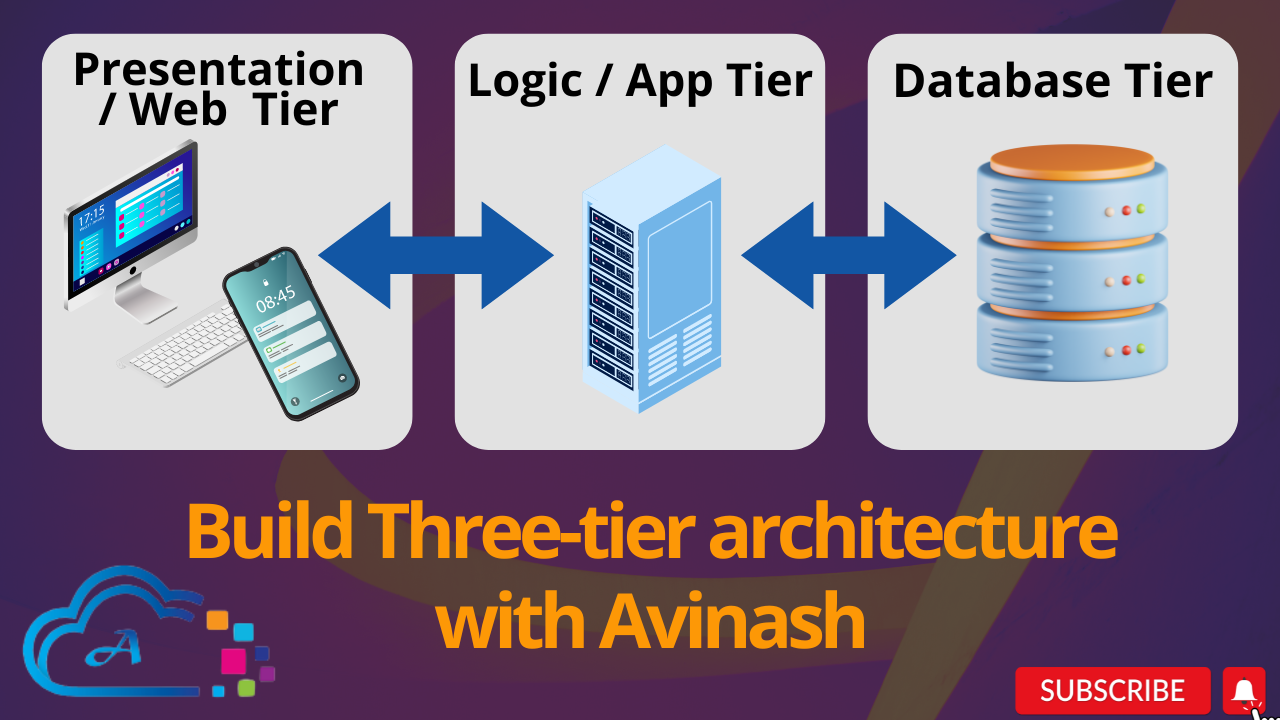 Presentation
/ Web Tier
Logic / App Tier
Database Tier
17:15
08:45
Build Three-tier architecture
with Avinash
A
SUBSCRIBE